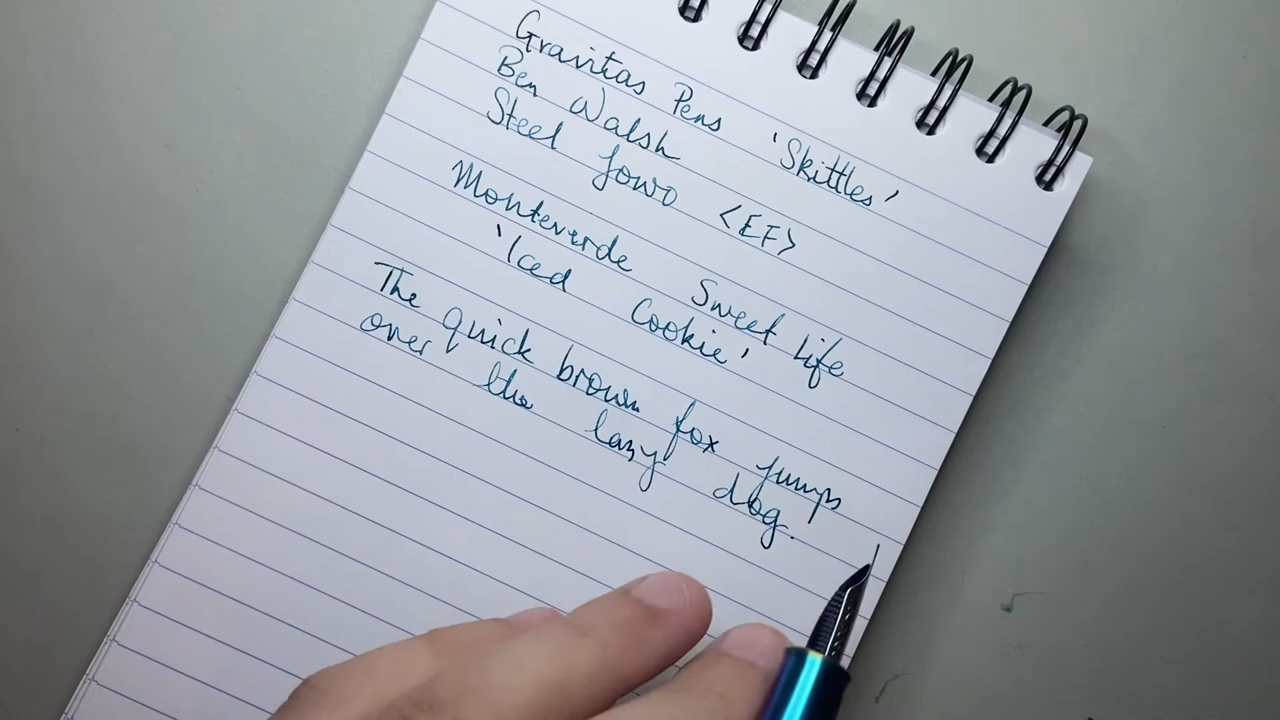 Gravitas Pens 'Skittles'
Ben Walsh
Steel Jowo <EF>
Monteverde Sweet Life
'Iced Cookie'
The quick brown fox jumps
over the lazy dog.